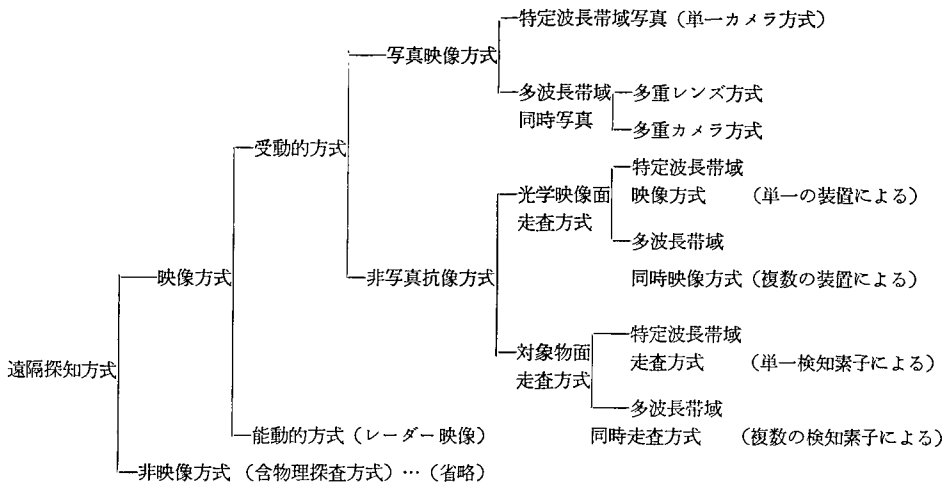 特定波長帯域写真（単一カメラ方式）
写真映像方式
多波長帯域
同時写真
多重レンズ方式
多重カメラ方式
受動的方式
特定波長帯域
光学映像面
走査方式
映像方式 （単一の装置による）
多波長帯域
同時映像方式（複数の装置による）
映像方式
非写真抗像方式
特定波長帯域
対象物面
走査方式
走査方式 （単一検知素子による）
遠隔探知方式
多波長帯域
同時走査方式 （複数の検知素子による）
能動的方式（レーダー映像）
非映像方式 （含物理探査方式）…（省略）